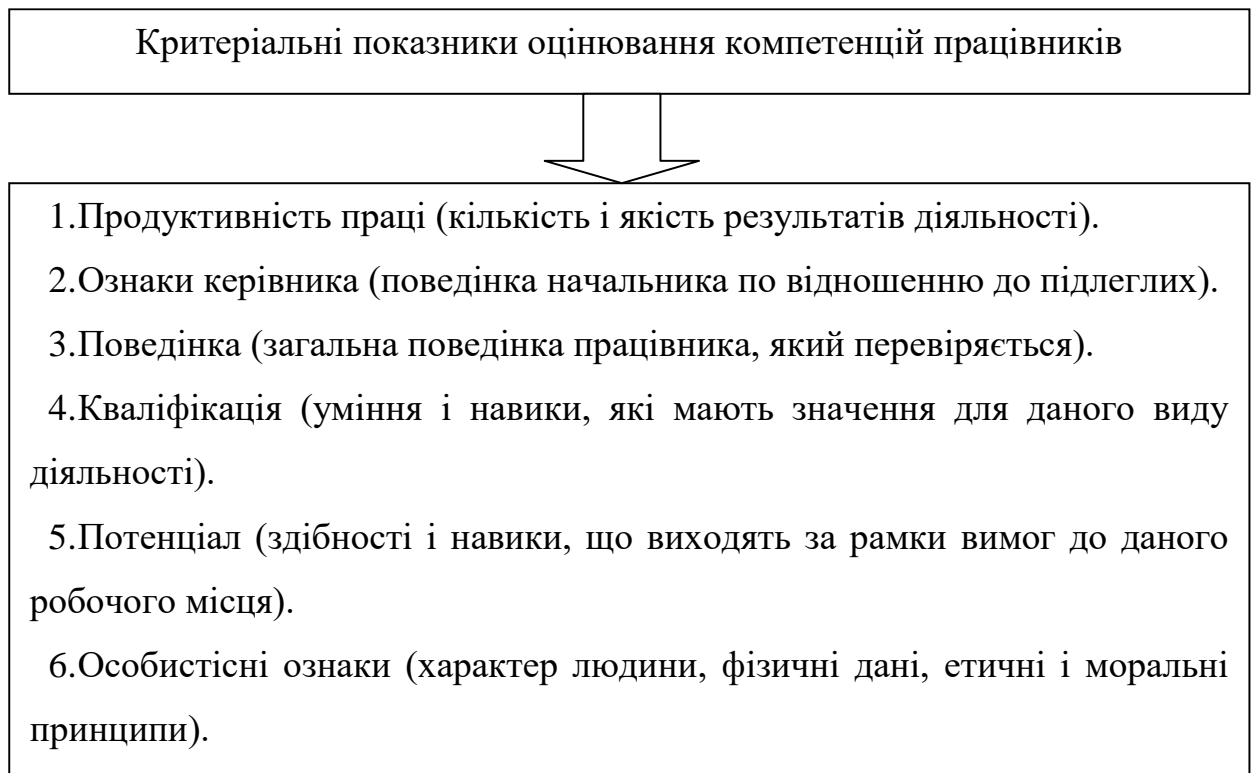 Критеріальні показники оцінювання компетенцій працівників
1.Продуктивність праці (кількість і якість результатів діяльності).
2.Ознаки керівника (поведінка начальника по відношенню до підлеглих).
3.Поведінка (загальна поведінка працівника, який перевіряється).
4.Кваліфікація (уміння і навики, які мають значення для даного виду
діяльності).
5.Потенціал (здібності і навики, що виходять за рамки вимог до даного
робочого місця).
6.Особистісні ознаки (характер людини, фізичні дані, етичні і моральні
принципи).